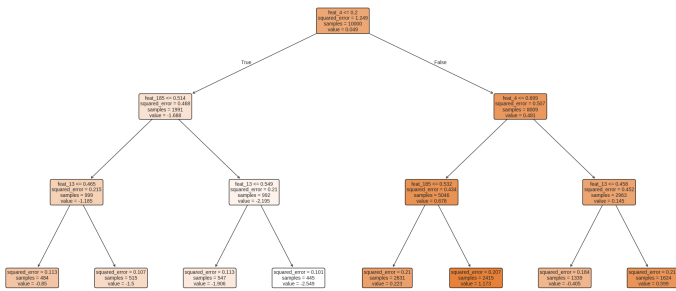 feat_4 <= 0.2
squared_error = 1.249
samples = 10000
value = 0.049
True
False
feat_185 <= 0.514
squared_error = 0.468
samples = 1991
value = -1.688
feat_4 <= 0.699
squared_error = 0.507
samples = 8009
value = 0.481
feat_13 <= 0.465
squared_error = 0.215
samples = 999
value = -1.185
feat_13 <= 0.549
squared_error = 0.21
samples = 992
value = -2.195
feat_185 <= 0.532
squared_error = 0.434
samples = 5046
value = 0.678
feat_13 <= 0.458
squared_error = 0.452
samples = 2963
value = 0.145
squared_error = 0.113
samples = 484
value = -0.85
squared_error = 0.107
samples = 515
value = -1.5
squared_error = 0.113
samples = 547
value = -1.906
squared_error = 0.101
samples = 445
value = -2.549
squared_error = 0.21
samples = 2631
value = 0.223
squared_error = 0.207
samples = 2415
value = 1.173
squared_error = 0.184
samples = 1339
value = -0.405
squared_error = 0.21
samples = 1624
value = 0.599